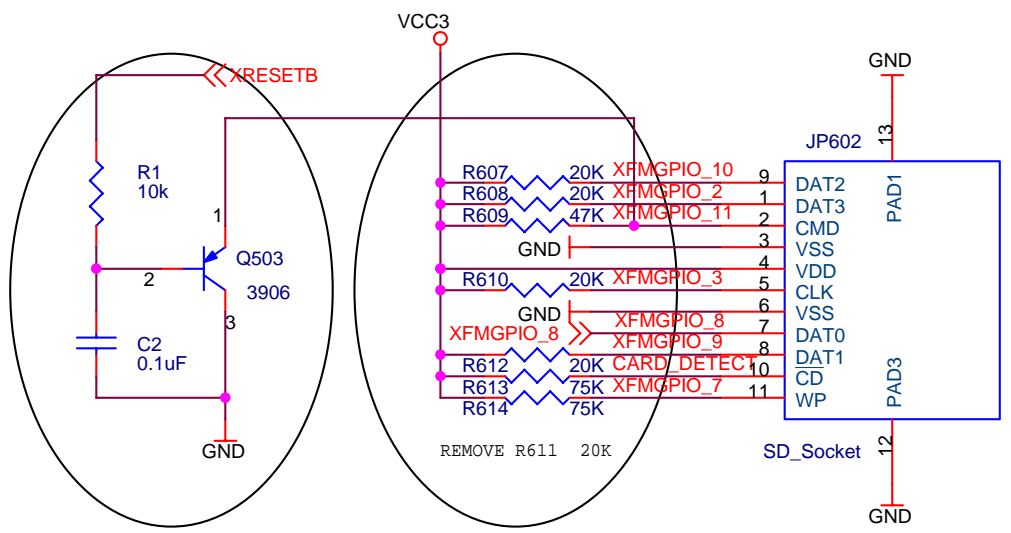 VCC3
GND
XRESETB
13
JP602
R1
10k
R607 20K XFMGPIO_10 9 DAT2
PAD1
R608 20K XFMGPIO_2 1 DAT3
R609 47K XFMGPIO_11 2 CMD
1
GND 3 VSS
Q503
4 VDD
2
3906
R610 20K XFMGPIO_3 5 CLK
GND 6 VSS
3
XFMGPIO_8 XFMGPIO_8 7 DAT0
C2
0.1uF
XFMGPIO_9 8 DAT1
R612 20K CARD_DETECT 10 CD
R613 75K XFMGPIO_7 11 WP
R614 75K
PAD3
GND
REMOVE R611 20K
SD_Socket
12
GND